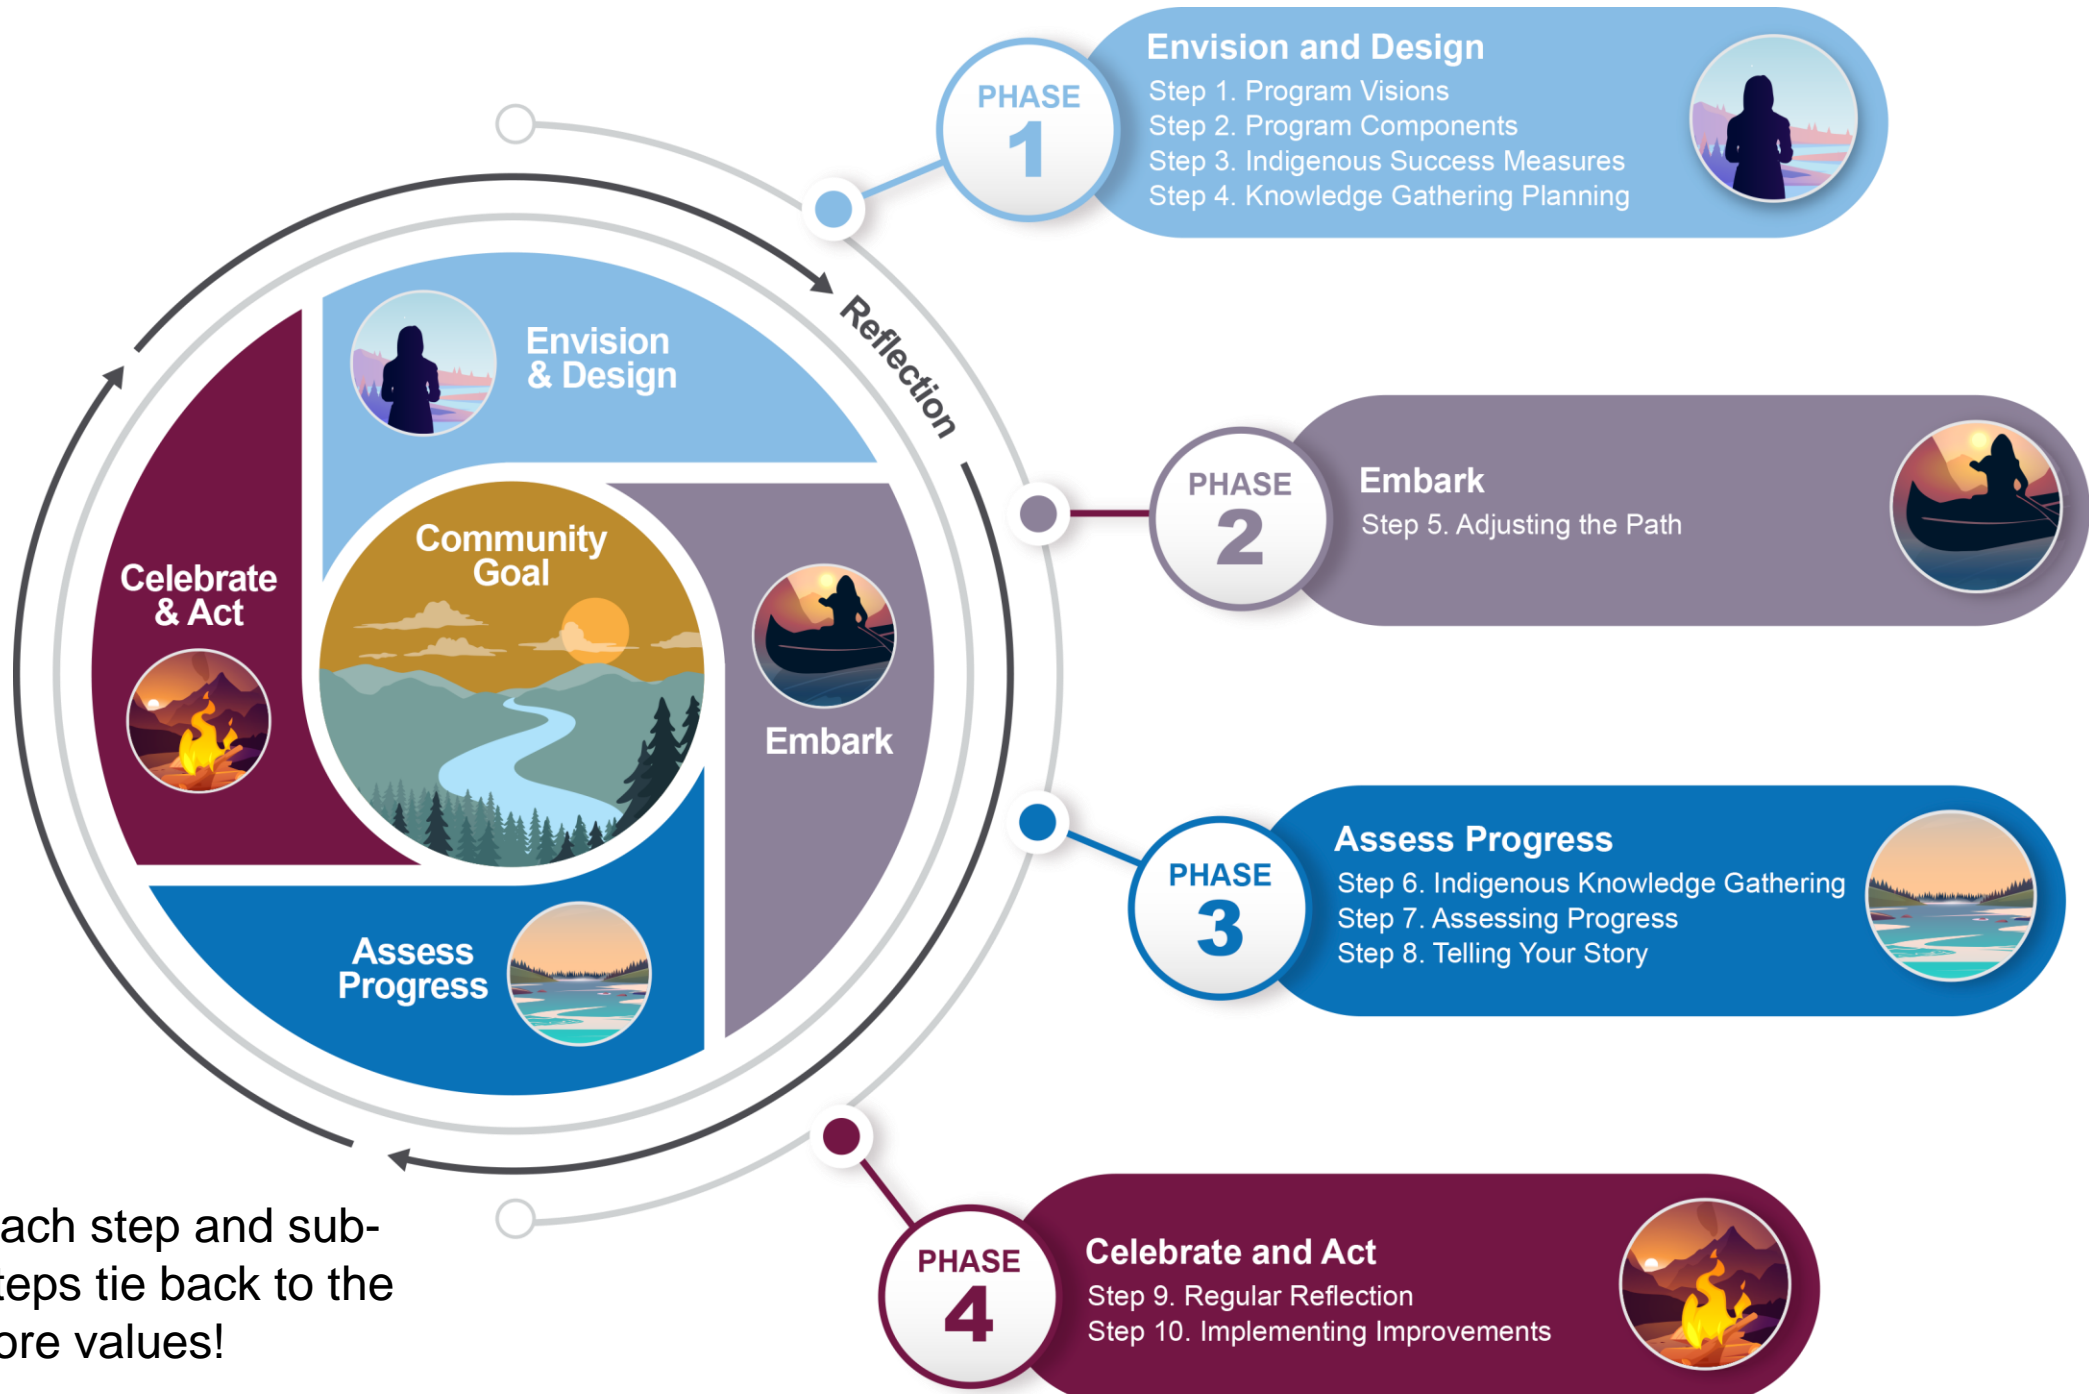 PHASE
1
Envision and Design
Step 1. Program Visions
Step 2. Program Components
Step 3. Indigenous Success Measures
Step 4. Knowledge Gathering Planning
Reflection
Envision
& Design
Community
Goal
Celebrate
& Act
Embark
Assess
Progress
PHASE
2
Embark
Step 5. Adjusting the Path
PHASE
3
Assess Progress
Step 6. Indigenous Knowledge Gathering
Step 7. Assessing Progress
Step 8. Telling Your Story
PHASE
4
Celebrate and Act
Step 9. Regular Reflection
Step 10. Implementing Improvements
ach step and sub-
teps tie back to the
ore values!